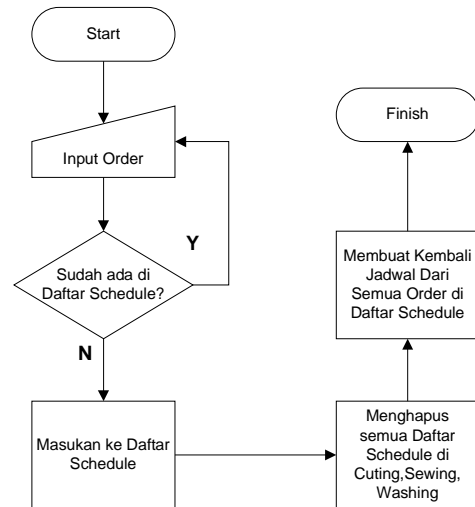 Start
Input Order
Sudah ada di
Daftar Schedule?
Y
N
Masukan ke Daftar
Schedule
Menghapus
semua Daftar
Schedule di
Cuting,Sewing,
Washing
Membuat Kembali
Jadwal Dari
Semua Order di
Daftar Schedule
Finish